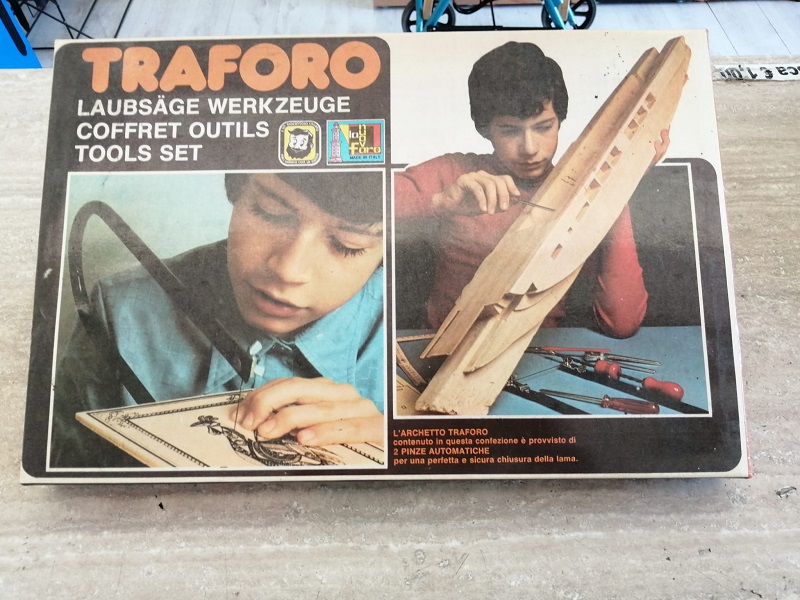 TRAFORO
LAUBSÄGE WERKZEUGE
COFFRET OUTILS
TOOLS SET
foro
MADE IN ITALY
L'ARCHETTO TRAFORO
contenuto in questa confezione è provvisto di
2 PINZE AUTOMATICHE
per una perfetta e sicura chiusura della lama.